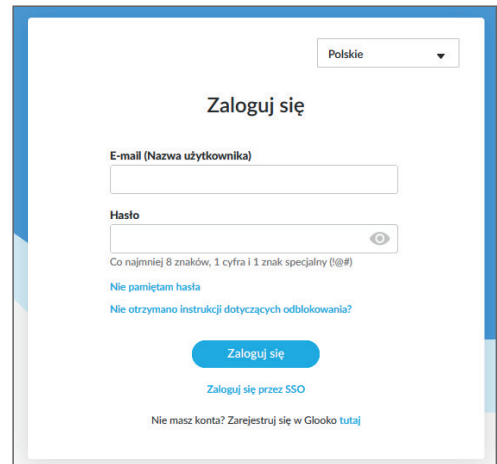 Polskie
Zaloguj się
E-mail (Nazwa użytkownika)
Hasło
Co najmniej 8 znaków, 1 cyfra i 1 znak specjalny (!@#)
Nie pamiętam hasła
Nie otrzymano instrukcji dotyczących odblokowania?
Zaloguj się
Zaloguj się przez SSO
Nie masz konta? Zarejestruj się w Glooko tutaj